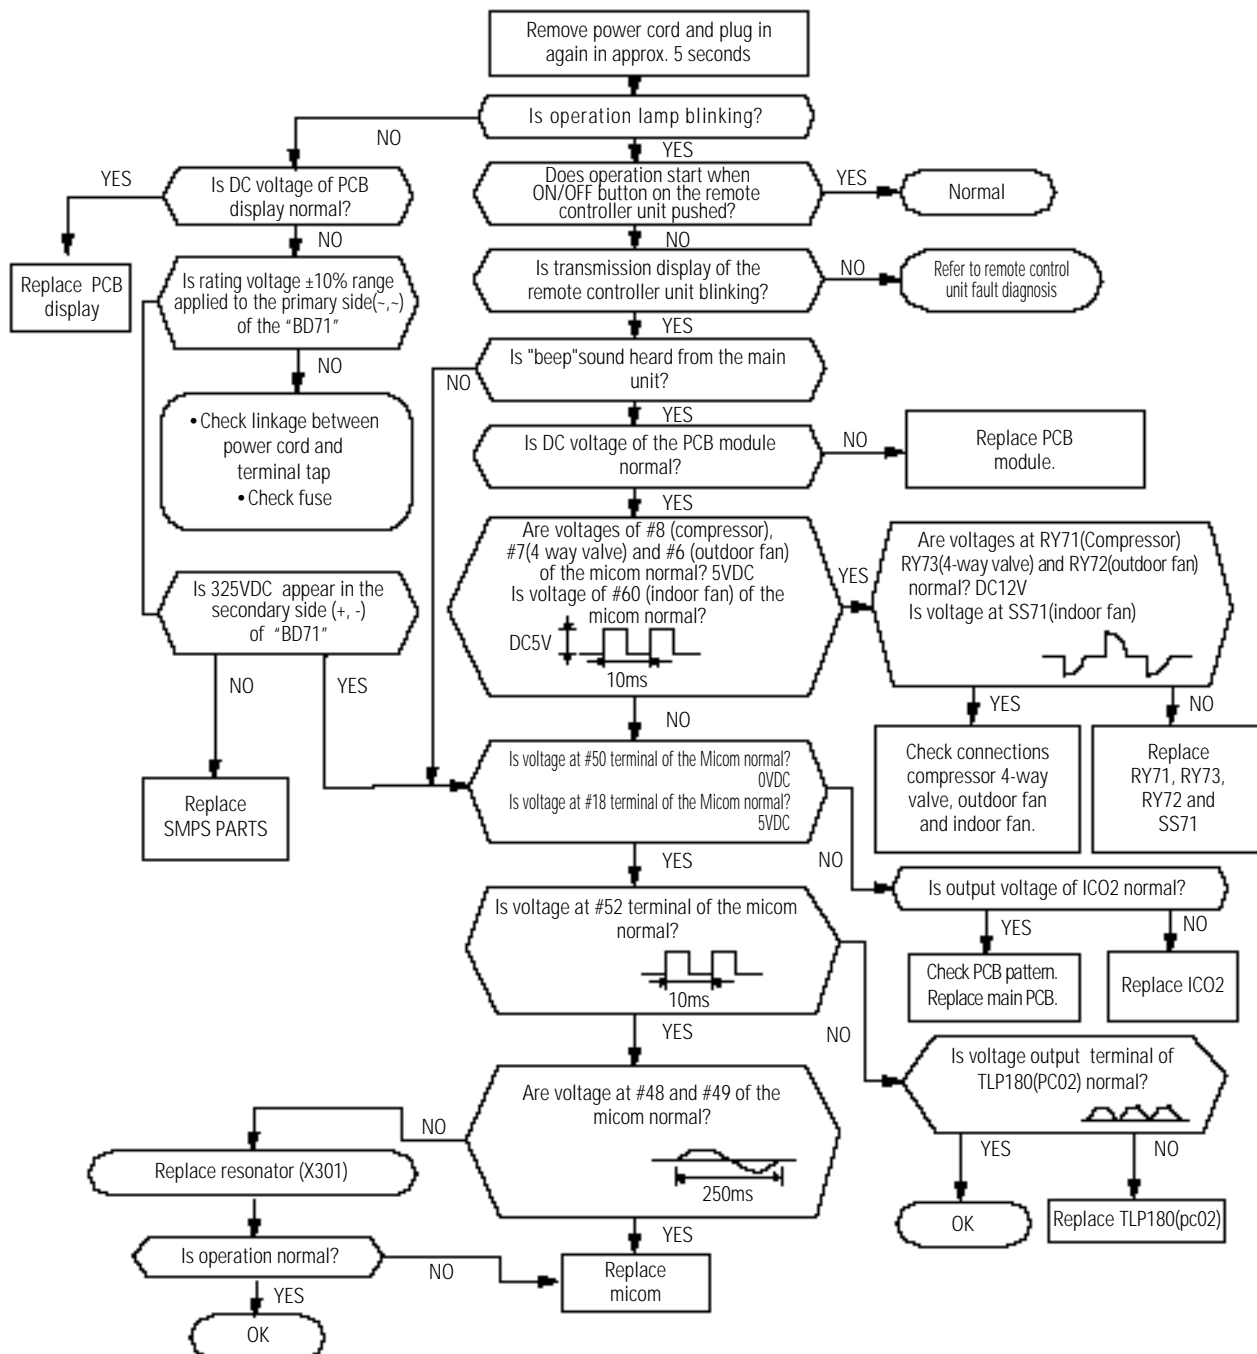 Remove power cord and plug in
again in approx. 5 seconds
Is operation lamp blinking?
NO
YES
YES
Is DC voltage of PCB
display normal?
Does operation start when
ON/OFF button on the remote
controller unit pushed?
YES
Normal
NO
NO
Replace PCB
display
Is rating voltage ±10% range
applied to the primary side(~,~)
of the “BD71”
Is transmission display of the
remote controller unit blinking?
NO
Refer to remote control
unit fault diagnosis
YES
NO
Is "beep"sound heard from the main
unit?
NO
YES
• Check linkage between
power cord and
terminal tap
• Check fuse
Is DC voltage of the PCB module
normal?
NO
Replace PCB
module.
YES
Are voltages of #8 (compressor),
#7(4 way valve) and #6 (outdoor fan)
of the micom normal? 5VDC
Is voltage of #60 (indoor fan) of the
micom normal?
DC5V
10ms
YES
Are voltages at RY71(Compressor)
RY73(4-way valve) and RY72(outdoor fan)
normal? DC12V
Is voltage at SS71(indoor fan)
Is 325VDC appear in the
secondary side (+, -)
of “BD71”
NO
YES
NO
YES
NO
Replace
SMPS PARTS
Is voltage at #50 terminal of the Micom normal?
0VDC
Is voltage at #18 terminal of the Micom normal?
5VDC
Check connections
compressor 4-way
valve, outdoor fan
and indoor fan.
Replace
RY71, RY73,
RY72 and
SS71
YES
NO
Is output voltage of ICO2 normal?
YES
NO
Is voltage at #52 terminal of the micom
normal?
10ms
Check PCB pattern.
Replace main PCB.
Replace ICO2
YES
NO
Is voltage output terminal of
TLP180(PC02) normal?
Are voltage at #48 and #49 of the
micom normal?
250ms
NO
YES
NO
Replace resonator (X301)
OK
Replace TLP180(pc02)
YES
Is operation normal?
NO
Replace
micom
YES
OK